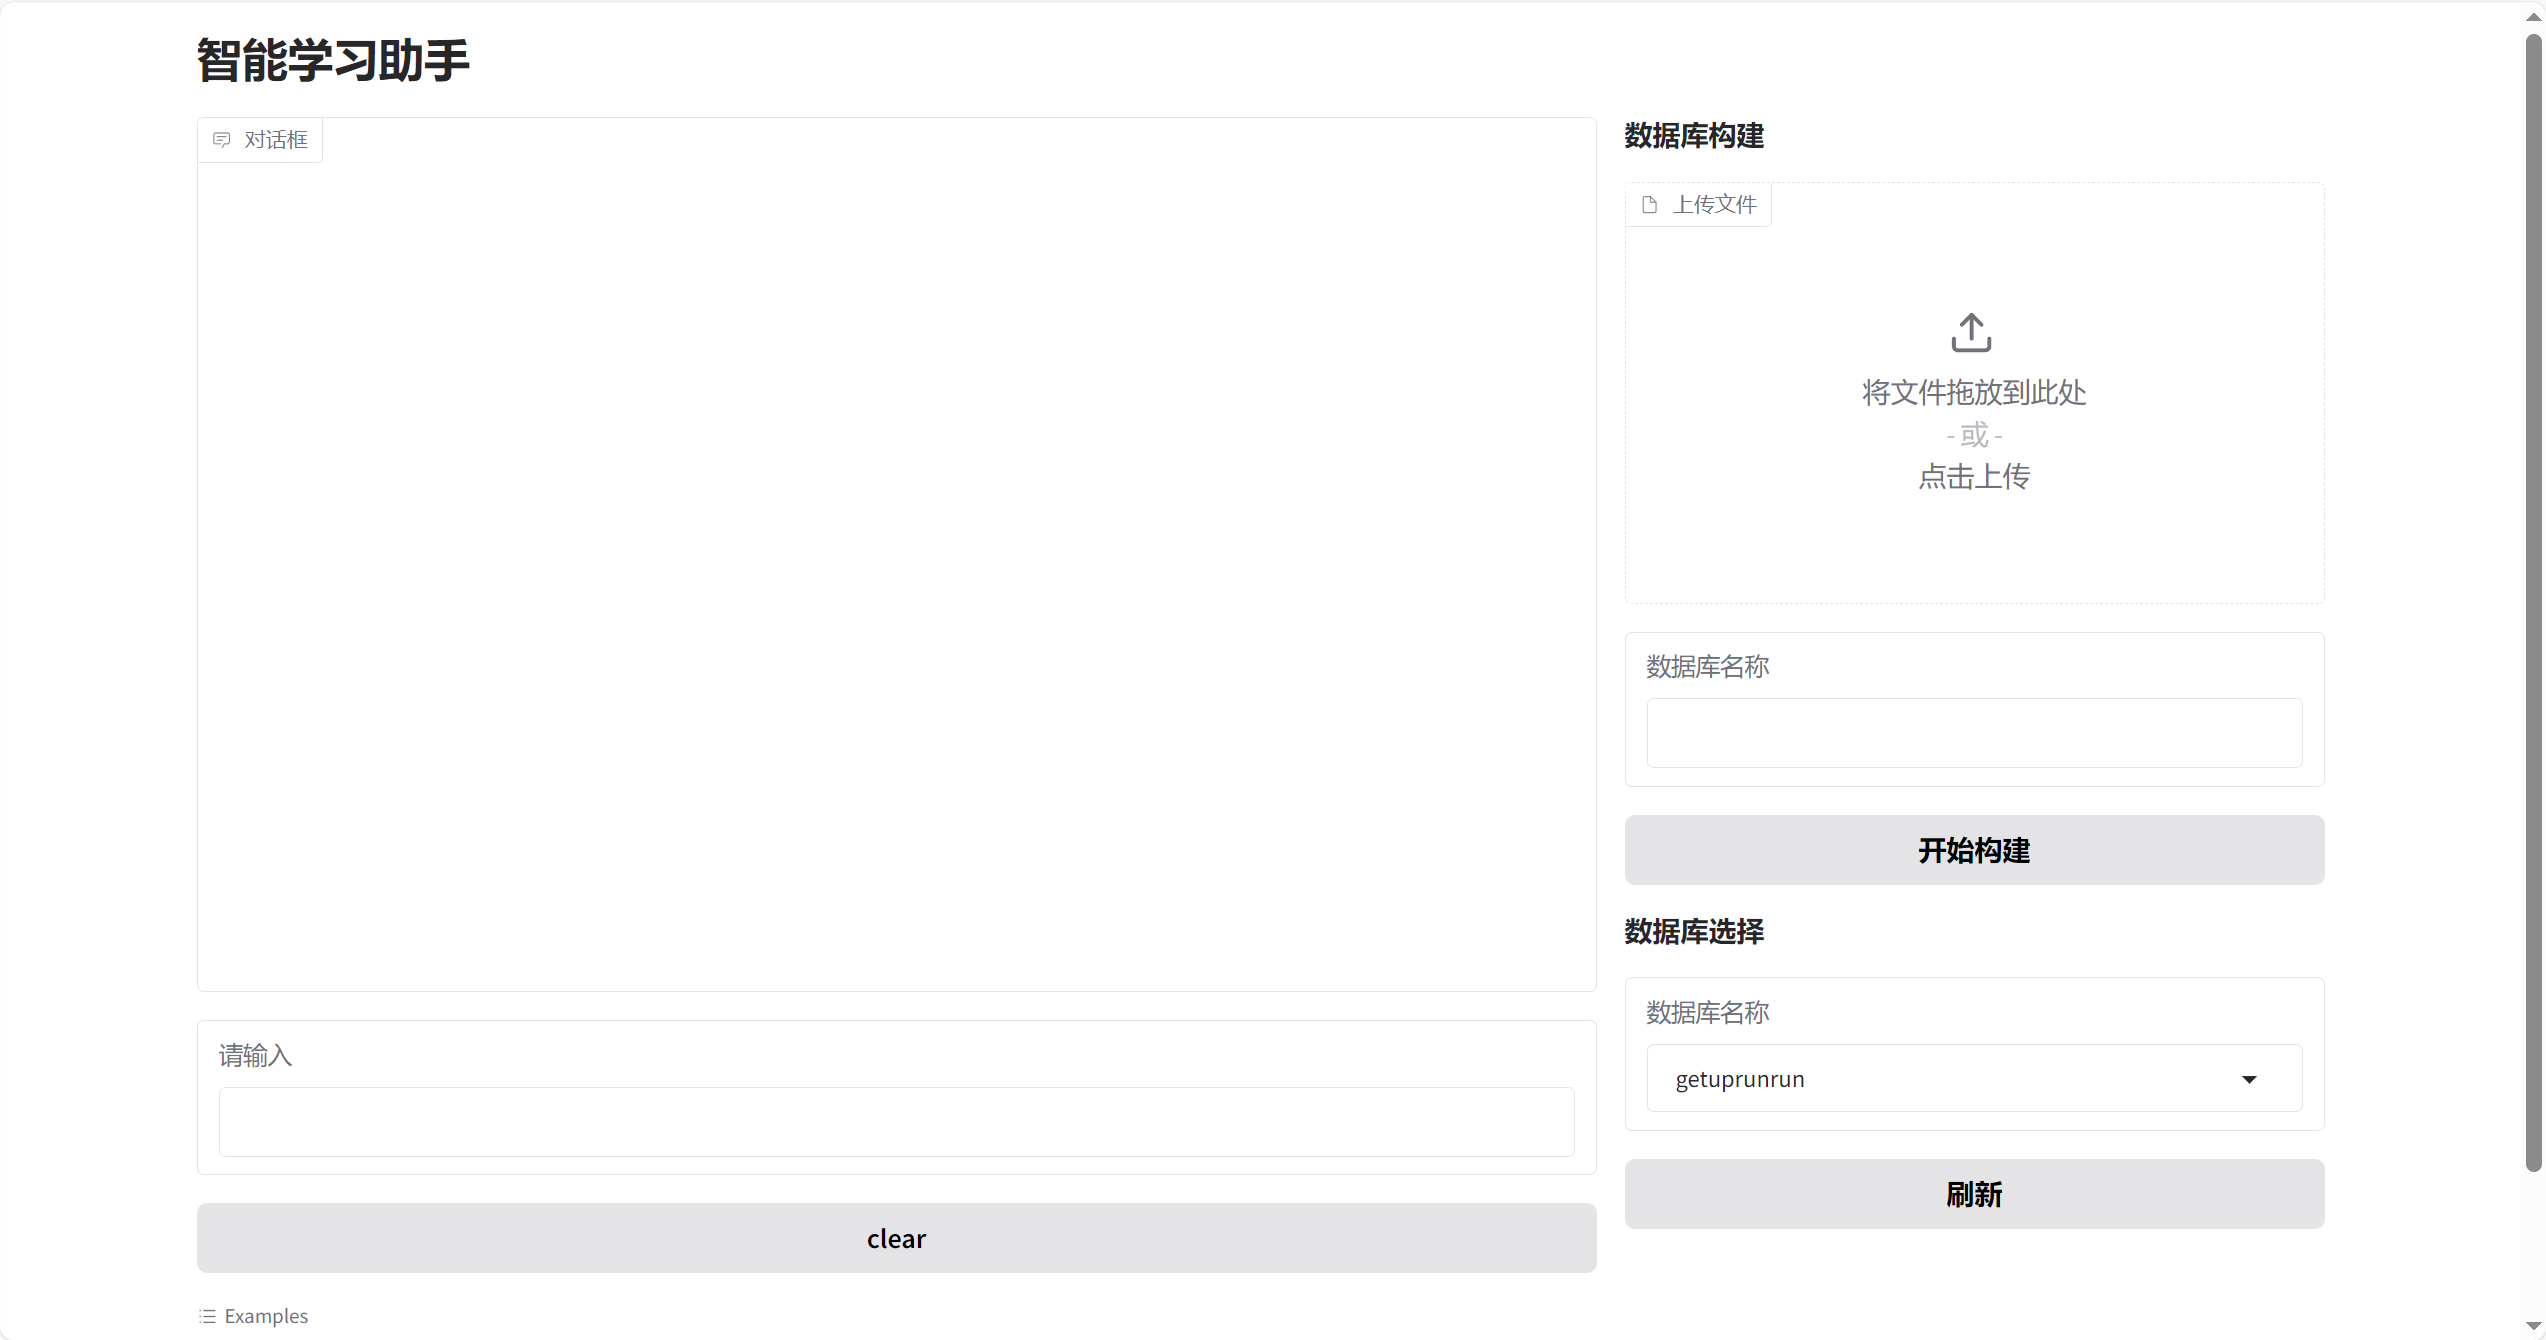 智能学习助手
对话框
请输入
clear
Examples
数据库构建
上传文件
将文件拖放到此处
- 或 -
点击上传
数据库名称
开始构建
数据库选择
数据库名称
getuprunrun
刷新